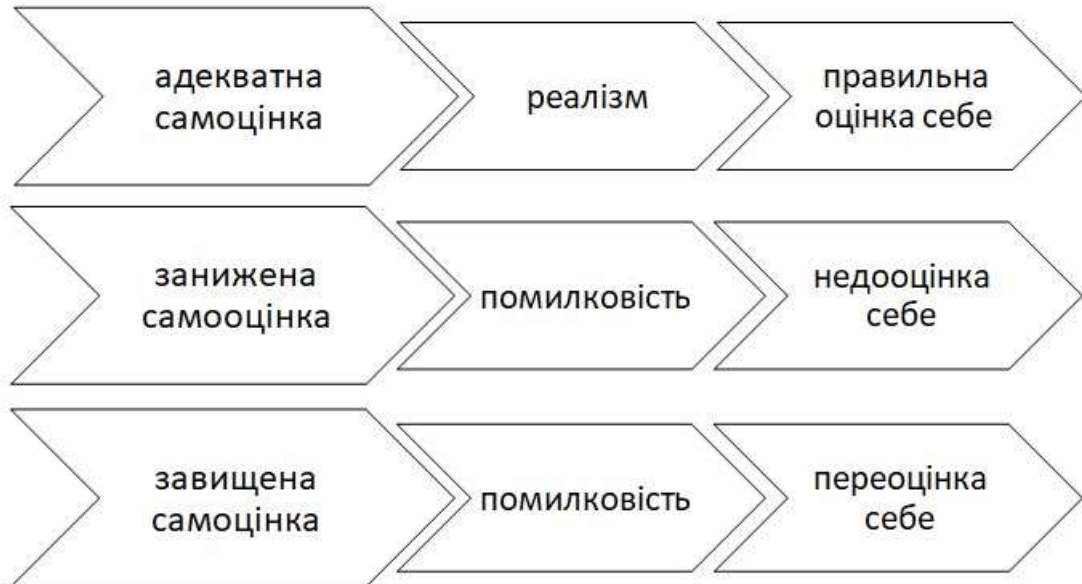 адекватна
самоцінка
реалізм
правильна
оцінка себе
занижена
самооцінка
помилковість
недооцінка
себе
завищена
самоцінка
помилковість
переоцінка
себе